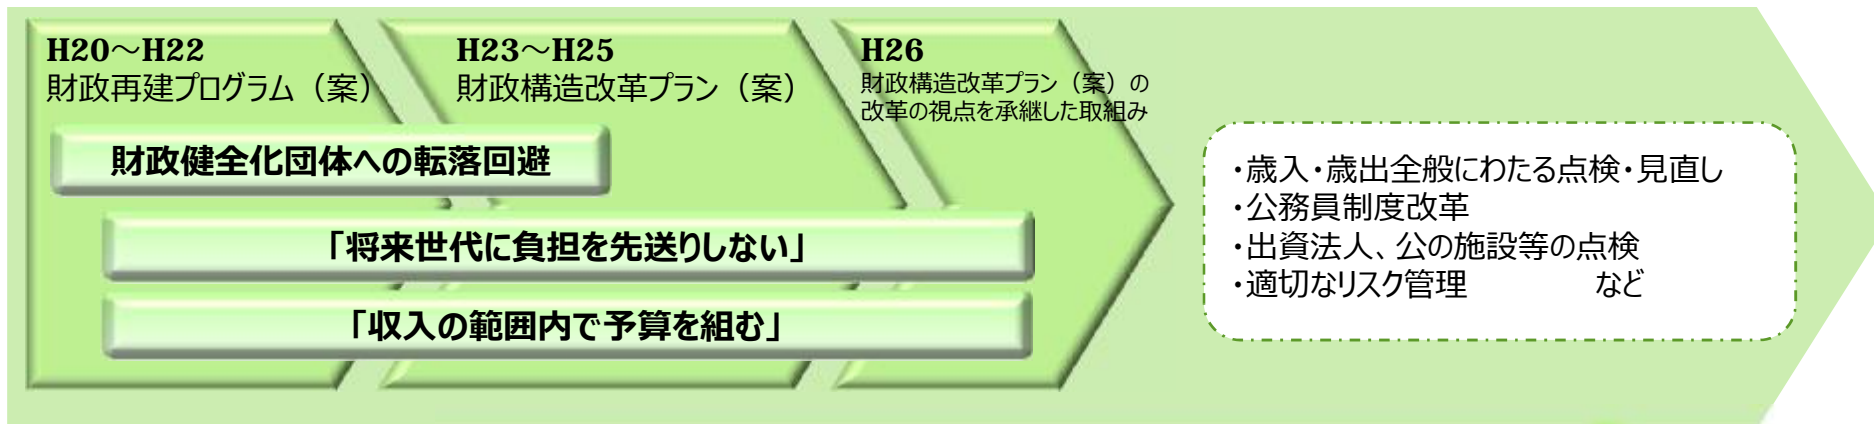 H20～H22
財政再建プログラム（案）
H23～H25
財政構造改革プラン（案）
H26
財政構造改革プラン（案）の
改革の視点を承継した取組み
財政健全化団体への転落回避
「将来世代に負担を先送りしない」
「収入の範囲内で予算を組む」
・歳入・歳出全般にわたる点検・見直し
・公務員制度改革
・出資法人、公の施設等の点検
・適切なリスク管理　　　　など